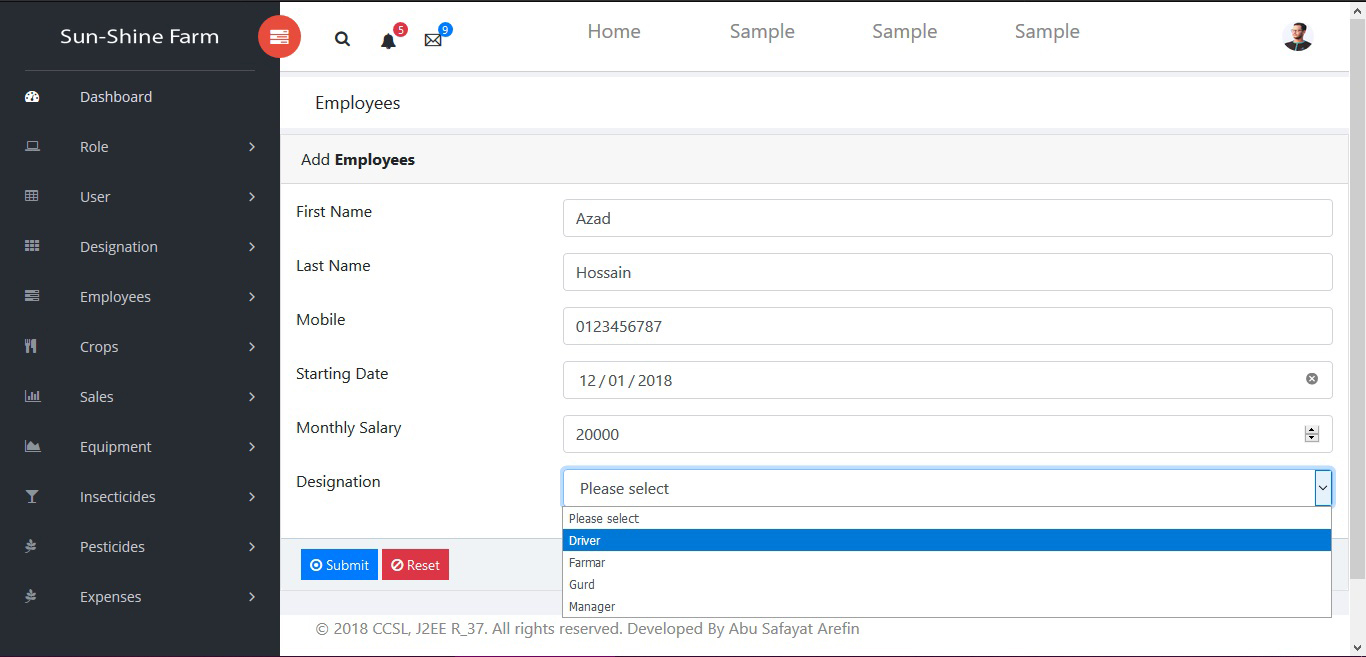 Sun-Shine Farm
5
9
Home
Sample
Sample
Sample
Dashboard
Role
User
Designation
Employees
Crops
Sales
Equipment
Insecticides
Pesticides
Expenses
Employees
Add Employees
First Name
Azad
Last Name
Hossain
Mobile
0123456787
Starting Date
12 / 01 / 2018
Monthly Salary
20000
Designation
Please select
Please select
Driver
Farmar
Gurd
Manager
Submit
Reset
© 2018 CCSL, J2EE R_37. All rights reserved. Developed By Abu Safayat Arefin